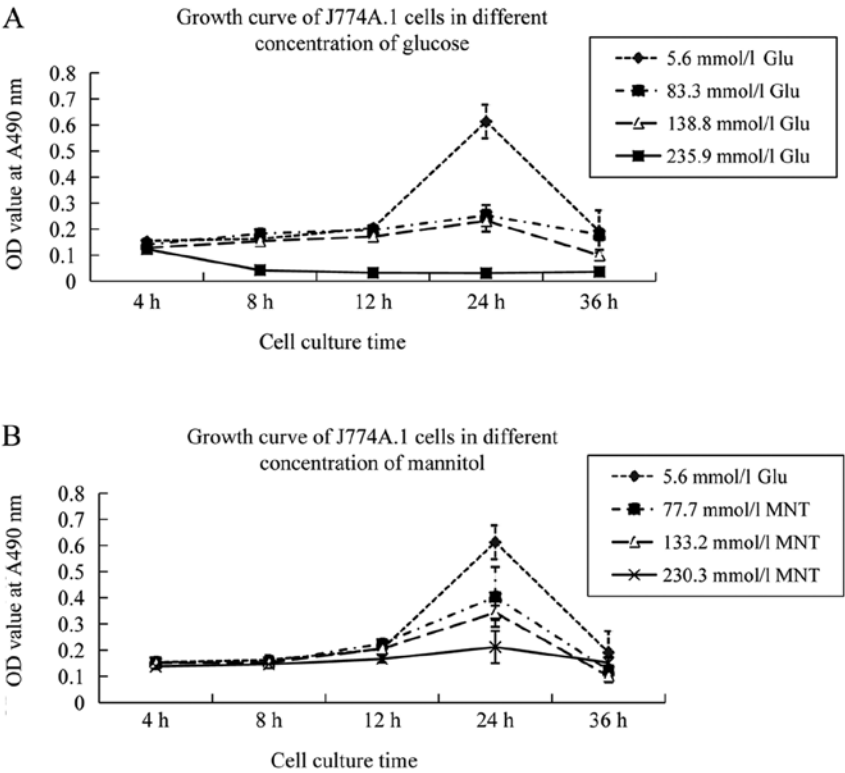 A
Growth curve of J774A.1 cells in different
concentration of glucose
5.6 mmol/l Glu
83.3 mmol/l Glu
138.8 mmol/l Glu
235.9 mmol/l Glu
OD value at A490 nm
0.8
0.7
0.6
0.5
0.4
0.3
0.2
0.1
0
4 h 8 h 12 h 24 h 36 h
Cell culture time
B
Growth curve of J774A.1 cells in different
concentration of mannitol
5.6 mmol/l Glu
77.7 mmol/l MNT
133.2 mmol/l MNT
230.3 mmol/l MNT
OD value at A490 nm
0.8
0.7
0.6
0.5
0.4
0.3
0.2
0.1
0
4 h 8 h 12 h 24 h 36 h
Cell culture time